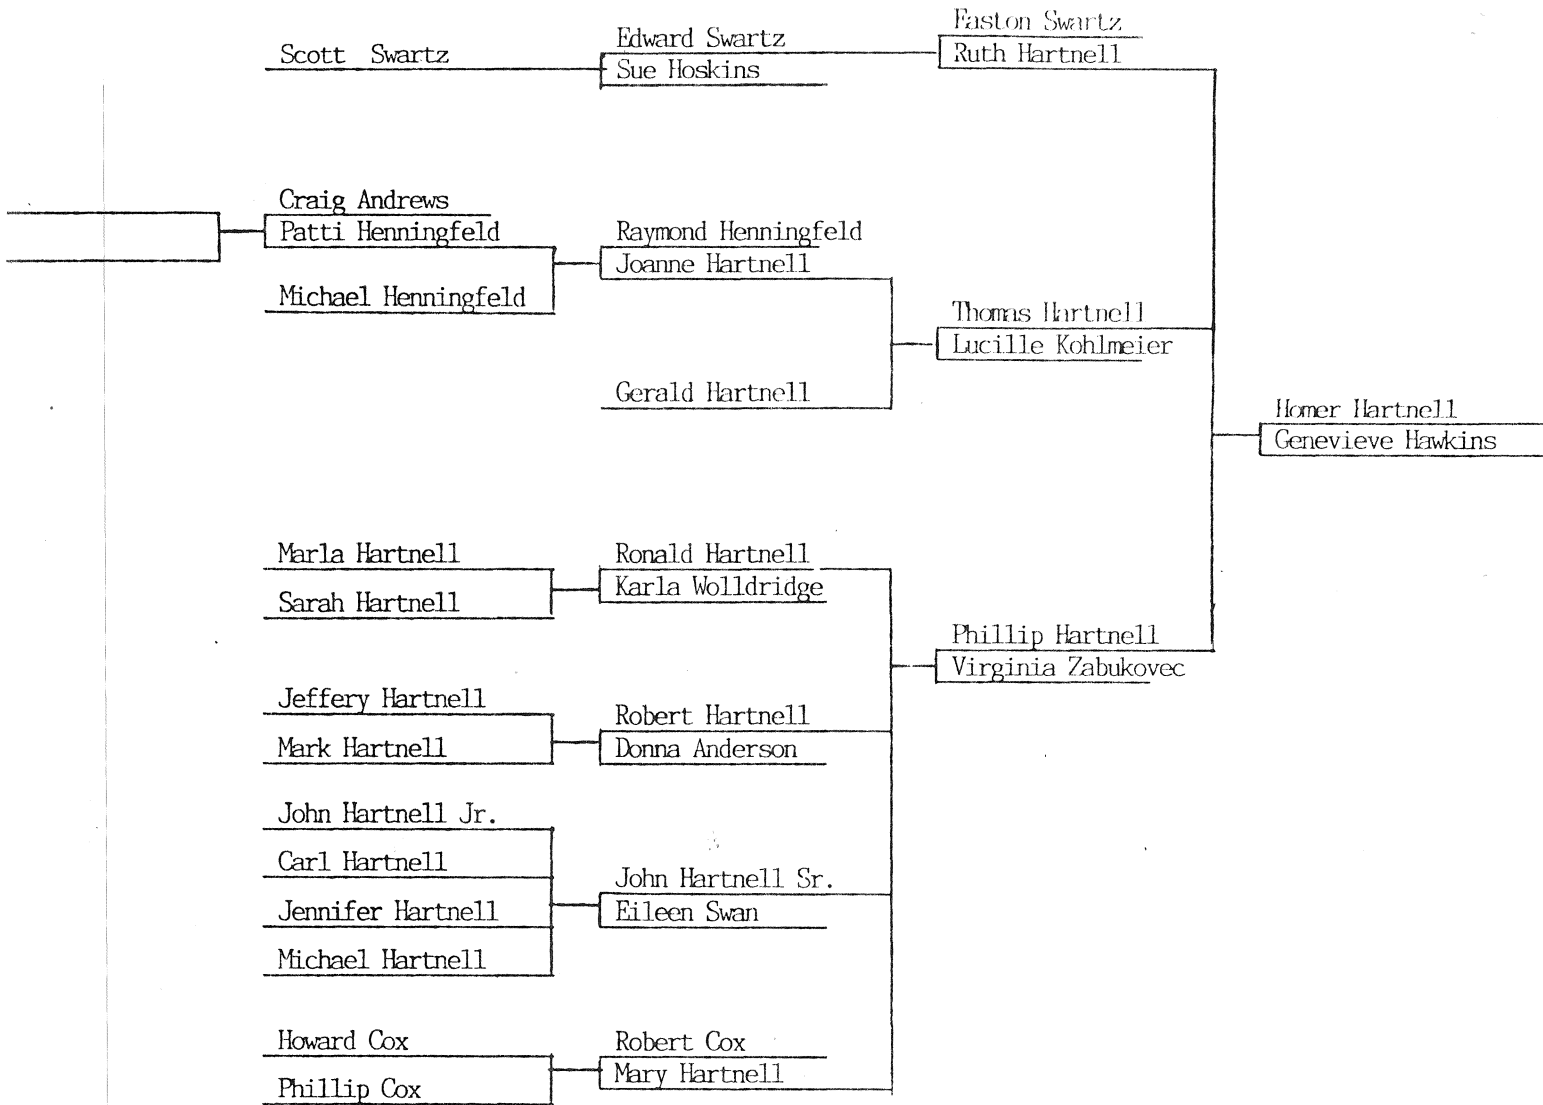 Scott Swartz
Edward Swartz
Sue Hoskins
Easton Swartz
Ruth Hartnell
Craig Andrews
Patti Henningfeld
Michael Henningfeld
Raymond Henningfeld
Joanne Hartnell
Gerald Hartnell
Thomas Hartnell
Lucille Kohlmeier
Homer Hartnell
Genevieve Hawkins
Marla Hartnell
Sarah Hartnell
Ronald Hartnell
Karla Wolldridge
Jeffery Hartnell
Mark Hartnell
Robert Hartnell
Donna Anderson
Phillip Hartnell
Virginia Zabukovec
John Hartnell Jr.
Carl Hartnell
Jennifer Hartnell
Michael Hartnell
John Hartnell Sr.
Eileen Swan
Howard Cox
Phillip Cox
Robert Cox
Mary Hartnell